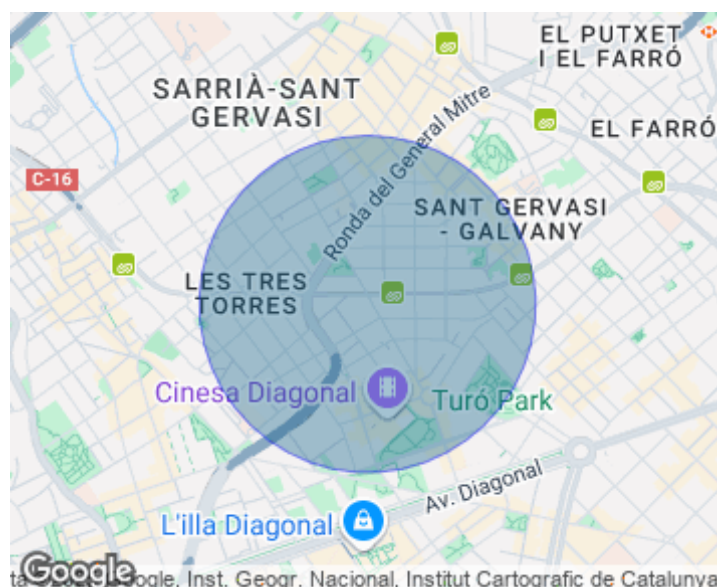 EL PUTXET
I EL FARRÓ
SARRIÀ-SANT
GERVASI
Ronda del General Mitre
EL FARRÓ
C-16
SANT GERVASI
- GALVANY
LES TRES
TORRES
Cinesa Diagonal
Turó Park
Av. Diagonal
L'illa Diagonal
Google
Inst. Geogr. Nacional, Institut Cartogràfic de Catalunya